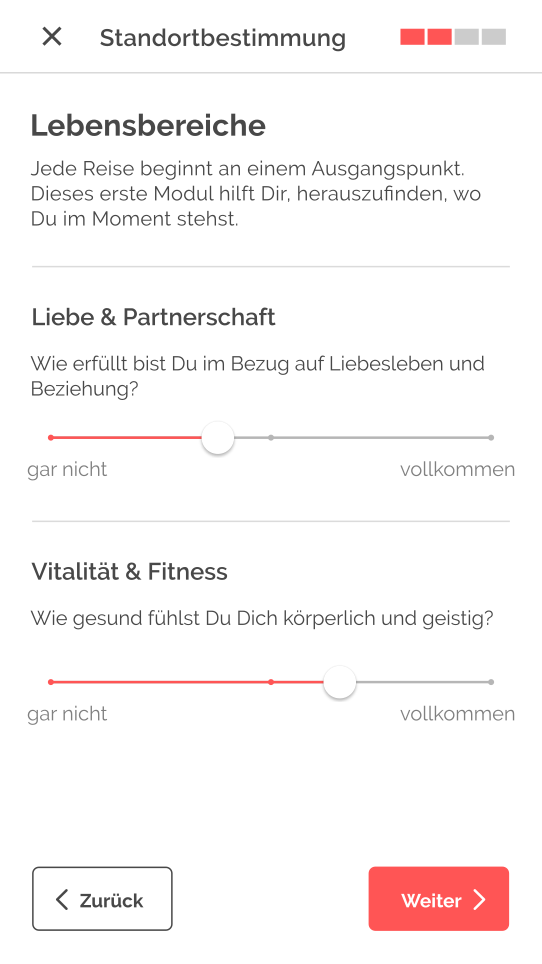 Standortbestimmung
Lebensbereiche
Jede Reise beginnt an einem Ausgangspunkt.
Dieses erste Modul hilft Dir, herauszufinden, wo
Du im Moment stehst.
Liebe & Partnerschaft
Wie erfüllt bist Du im Bezug auf Liebesleben und
Beziehung?
gar nicht vollkommen
Vitalität & Fitness
Wie gesund fühlst Du Dich körperlich und geistig?
gar nicht vollkommen
Zurück Weiter